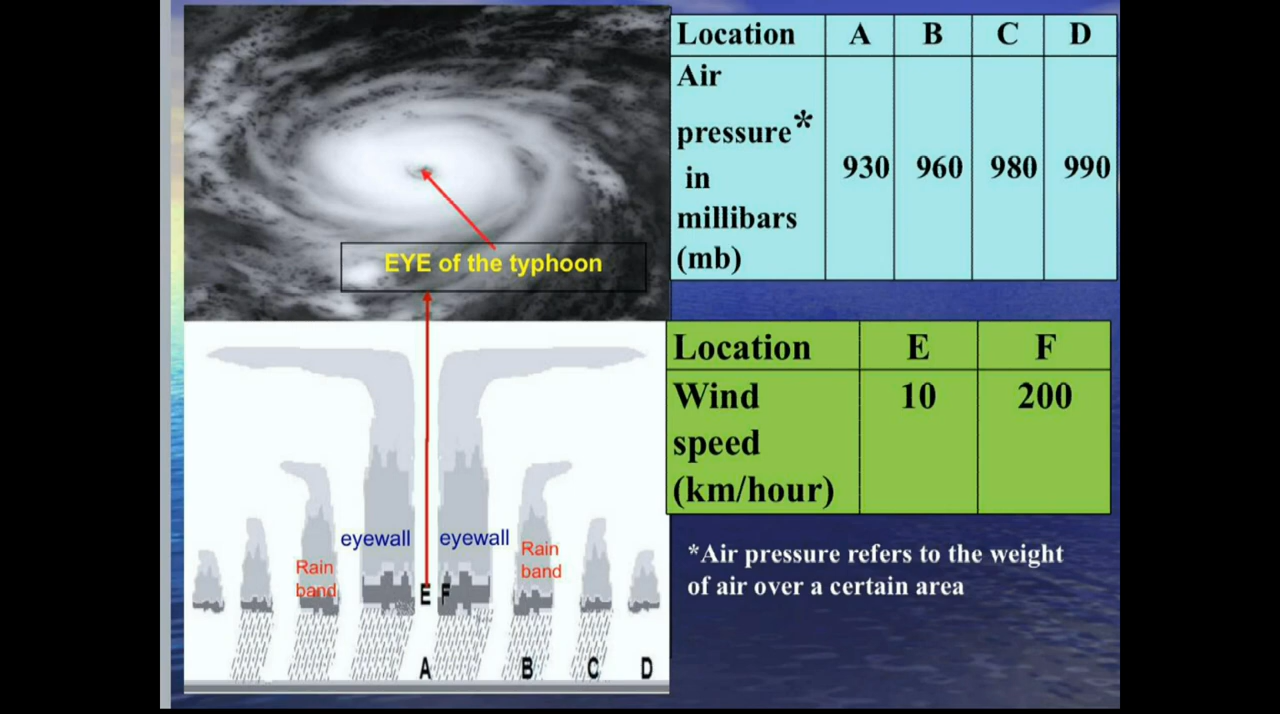 EYE of the typhoon
Location A B C D
Air
pressure*
in
millibars
(mb)
930 960 980 990
Location E F
Wind
speed
(km/hour)
10 200
*Air pressure refers to the weight
of air over a certain area
eyewall eyewall
Rain
band
Rain
band
E F
A B C D